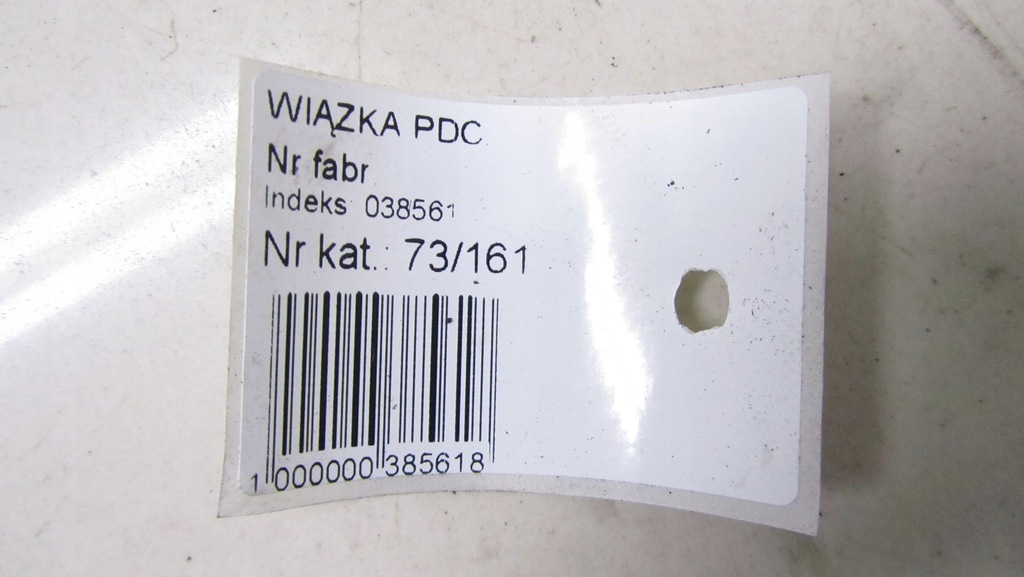 WIĄZKA PDC
Nr fabr
Indeks 038561
Nr kat.: 73/161
1 000000 385618